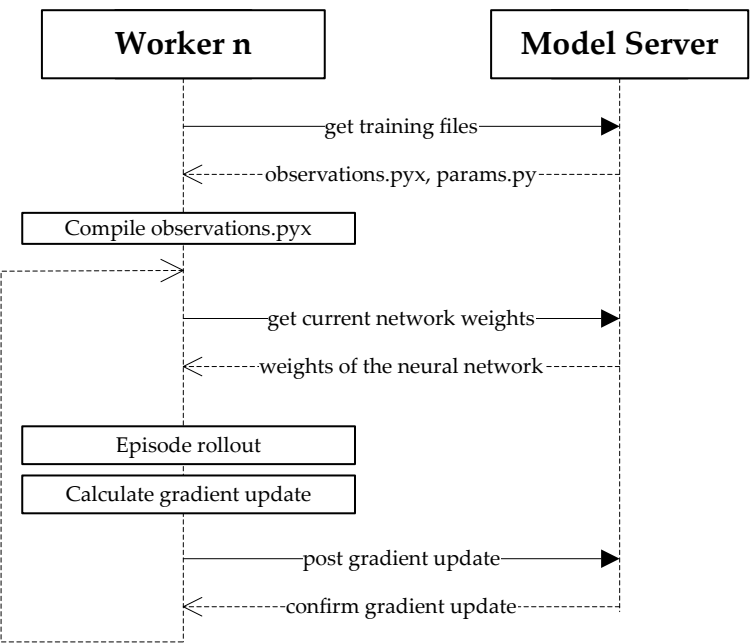 Worker n
Model Server
get training files
observations.pyx, params.py
Compile observations.pyx
get current network weights
weights of the neural network
Episode rollout
Calculate gradient update
post gradient update
confirm gradient update